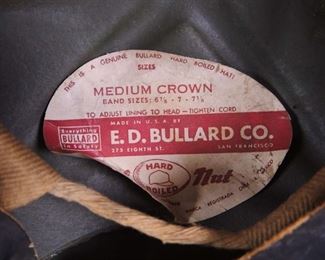 THIS IS A GENUINE BULLARD HARD BOILED HAT!
SIZES
MEDIUM CROWN
BAND SIZES: 6⅞ - 7 - 7⅛
TO ADJUST LINING TO HEAD - TIGHTEN CORD
MADE IN U.S.A. BY
Everything
BULLARD
in Safety
E. D. BULLARD CO.
275 EIGHTH ST.
SAN FRANCISCO
HARD
BOILED
Nut
MARCA REGISTRADA